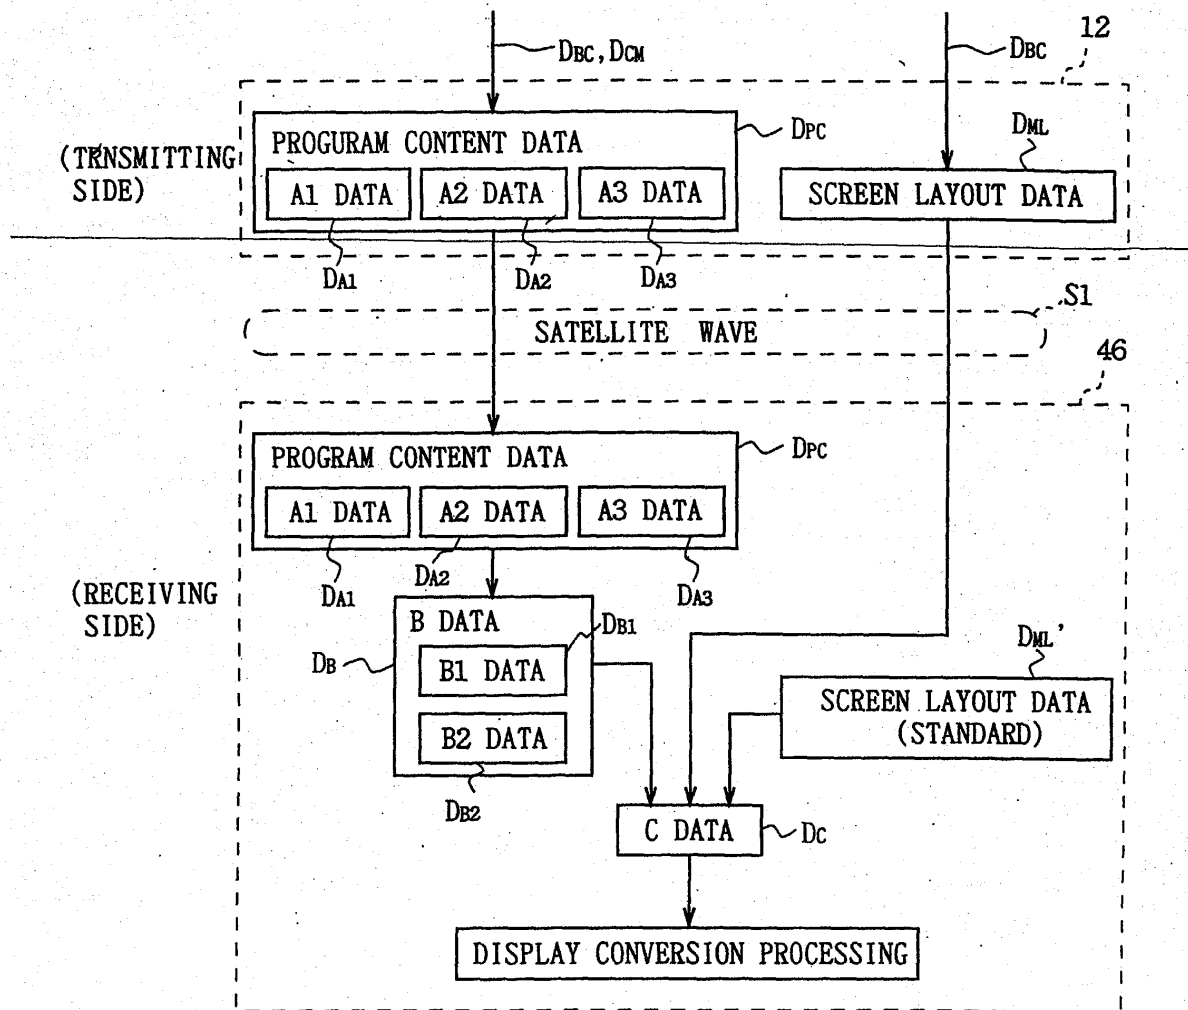 DBC, DCM
DBC
12
(TRNSMITTING SIDE)
PROGURAM CONTENT DATA
DPC
A1 DATA
A2 DATA
A3 DATA
DML
SCREEN LAYOUT DATA
DA1
DA2
DA3
SATELLITE WAVE
S1
46
(RECEIVING SIDE)
PROGRAM CONTENT DATA
DPC
A1 DATA
A2 DATA
A3 DATA
DA1
DA2
DA3
B DATA
DB1
DB
B1 DATA
B2 DATA
DB2
DML'
SCREEN LAYOUT DATA
(STANDARD)
C DATA
DC
DISPLAY CONVERSION PROCESSING